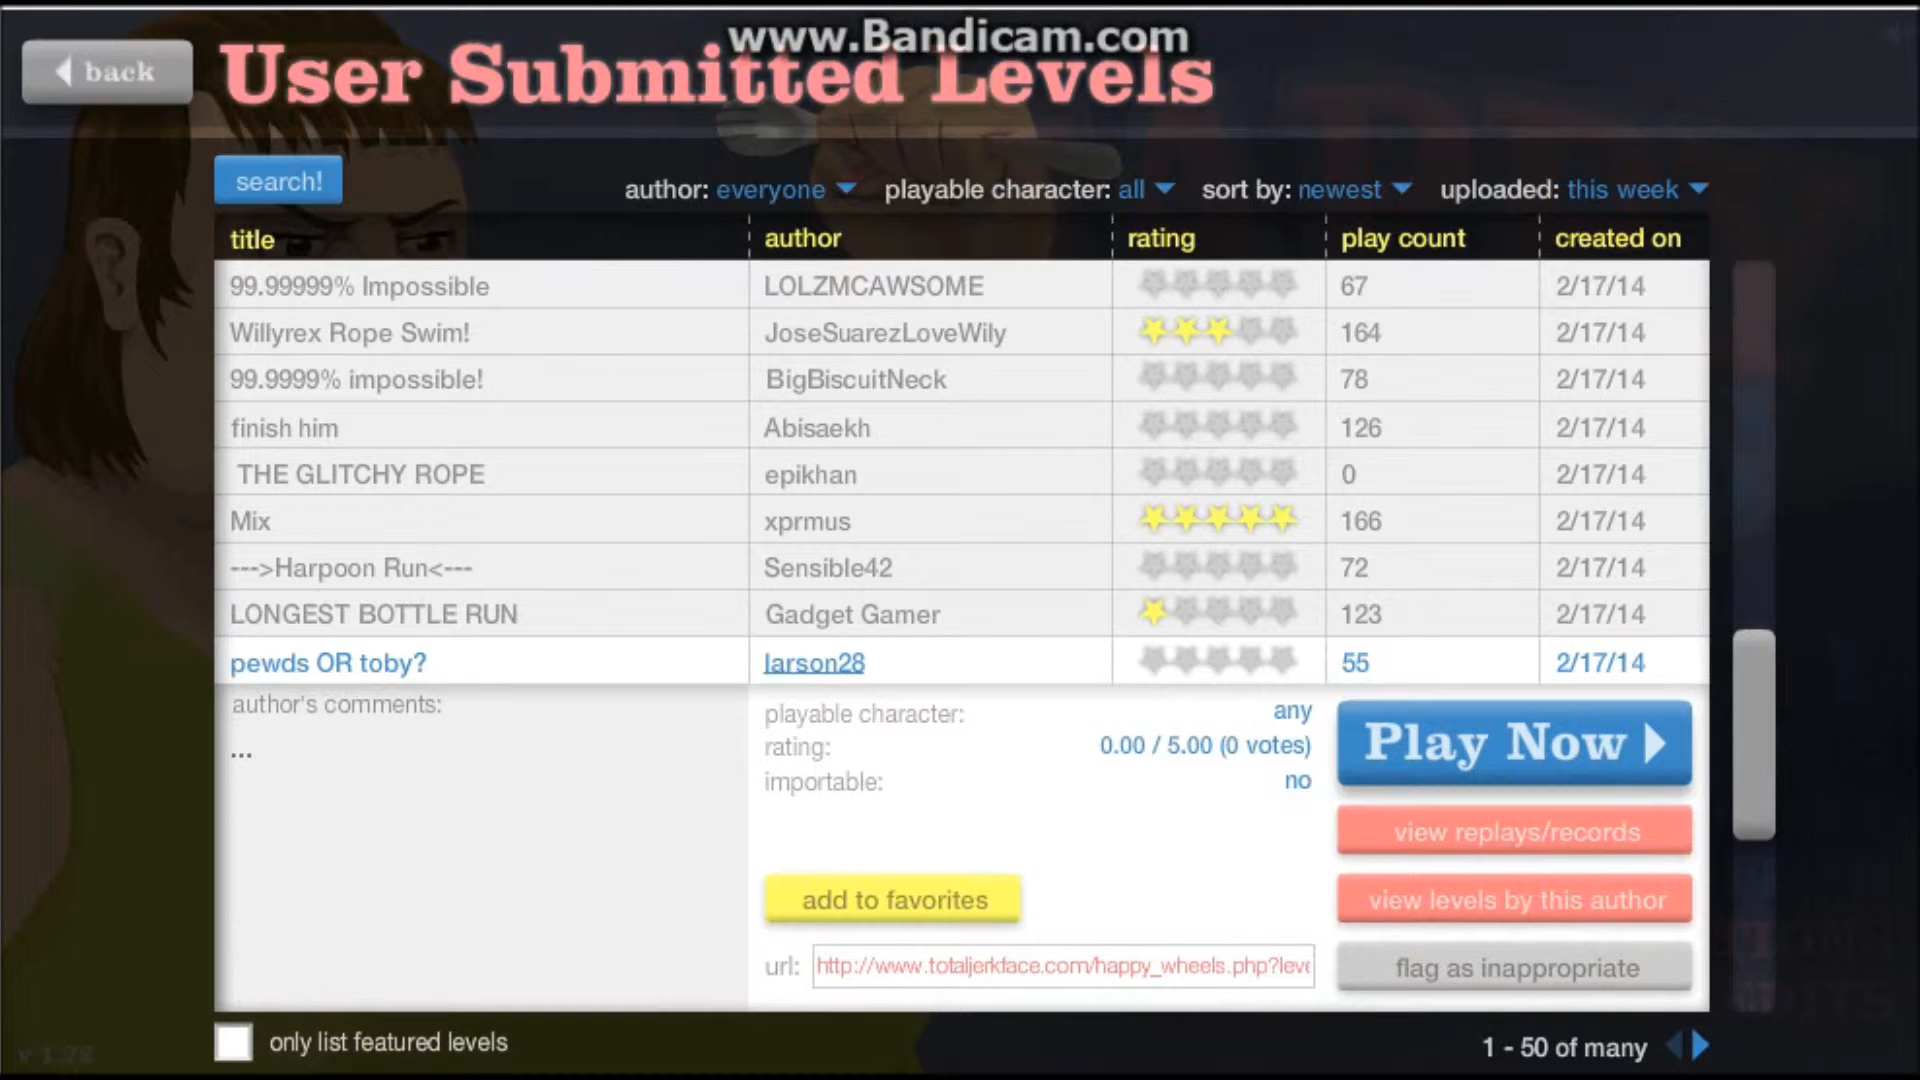 www.Bandicam.com
back
User Submitted Levels
search!
author: everyone playable character: all sort by: newest uploaded: this week
title author rating play count created on
99.99999% Impossible LOLZMCAWSOME 67 2/17/14
Willyrex Rope Swim! JoseSuarezLoveWily 164 2/17/14
99.9999% impossible! BigBiscuitNeck 78 2/17/14
finish him Abisaekh 126 2/17/14
THE GLITCHY ROPE epikhan 0 2/17/14
Mix xprmus 166 2/17/14
--->Harpoon Run<--- Sensible42 72 2/17/14
LONGEST BOTTLE RUN Gadget Gamer 123 2/17/14
pewds OR toby? larson28 55 2/17/14
author's comments:
...
playable character: any
rating: 0.00 / 5.00 (0 votes)
importable: no
Play Now
view replays/records
add to favorites
view levels by this author
url: http://www.totaljerkface.com/happy_wheels.php?leve
flag as inappropriate
only list featured levels
1 - 50 of many
v 1.78